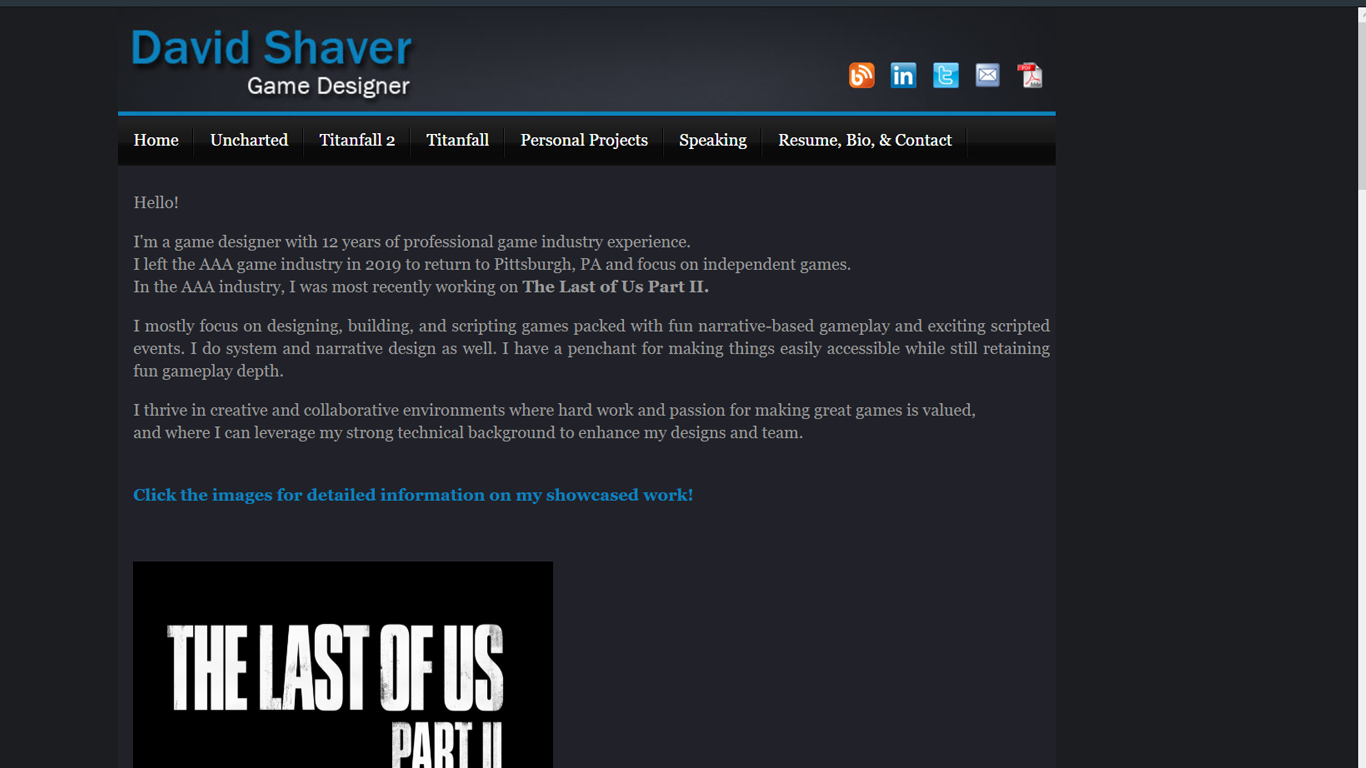 David Shaver
Game Designer
Home
Uncharted
Titanfall 2
Titanfall
Personal Projects
Speaking
Resume, Bio, & Contact
Hello!
I'm a game designer with 12 years of professional game industry experience.
I left the AAA game industry in 2019 to return to Pittsburgh, PA and focus on independent games.
In the AAA industry, I was most recently working on The Last of Us Part II.
I mostly focus on designing, building, and scripting games packed with fun narrative-based gameplay and exciting scripted
events. I do system and narrative design as well. I have a penchant for making things easily accessible while still retaining
fun gameplay depth.
I thrive in creative and collaborative environments where hard work and passion for making great games is valued,
and where I can leverage my strong technical background to enhance my designs and team.
Click the images for detailed information on my showcased work!
THE LAST OF US
PART II